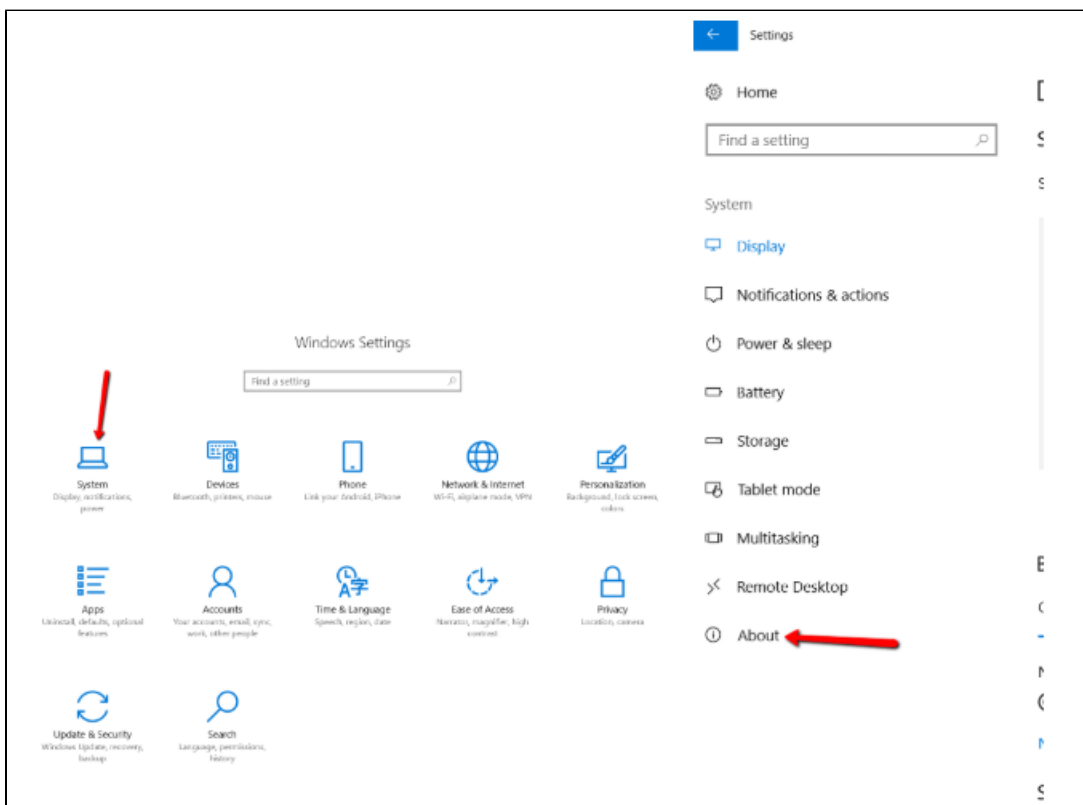 Windows Settings
Find a setting
System
Display, notifications,
power
Devices
Bluetooth, printers, mouse
Phone
Link your Android, iPhone
Network & Internet
Wi-Fi, airplane mode, VPN
Personalization
Background, lock screen,
colors
Apps
Uninstall, defaults, optional
features
Accounts
Your accounts, email, sync,
work, other people
Time & Language
Speech, region, date
Ease of Access
Narrator, magnifier, high
contrast
Privacy
Location, camera
Update & Security
Windows Update, recovery,
backup
Search
Language, permissions,
history
Settings
Home
Find a setting
System
Display
Notifications & actions
Power & sleep
Battery
Storage
Tablet mode
Multitasking
Remote Desktop
About